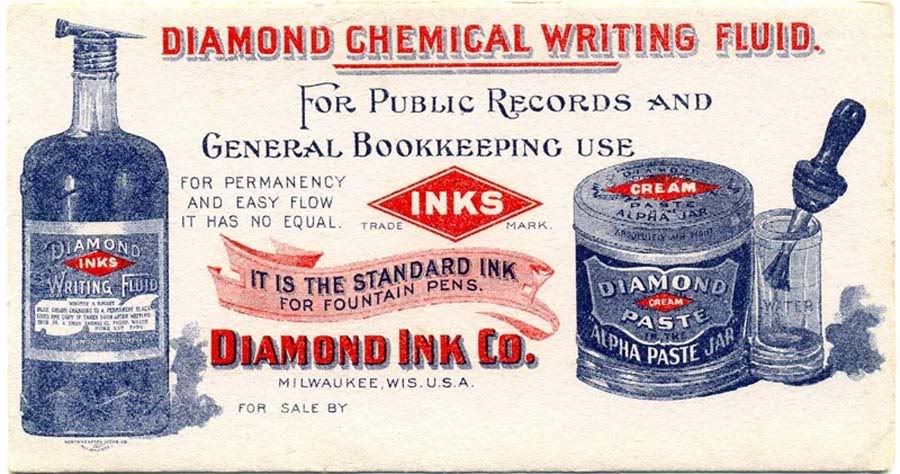 DIAMOND CHEMICAL WRITING FLUID.
FOR PUBLIC RECORDS AND
GENERAL BOOKKEEPING USE
FOR PERMANENCY
AND EASY FLOW
IT HAS NO EQUAL.
INKS
TRADE MARK.
IT IS THE STANDARD INK
FOR FOUNTAIN PENS.
DIAMOND INK CO.
MILWAUKEE, WIS. U.S.A.
FOR SALE BY
DIAMOND
INKS
WRITING FLUID
CREAM
PASTE
ALPHA JAR
DIAMOND
CREAM
PASTE
IN THE
ALPHA PASTE JAR
WATER